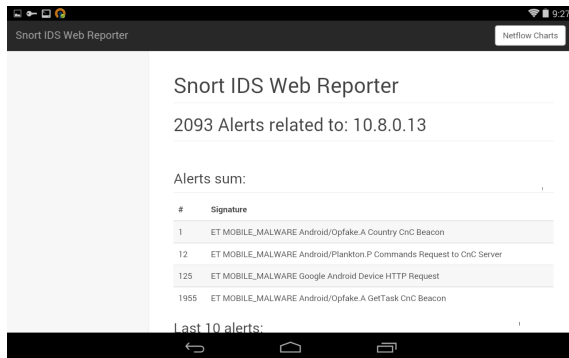 9:27
Snort IDS Web Reporter
Netflow Charts
Snort IDS Web Reporter
2093 Alerts related to: 10.8.0.13
Alerts sum:
# Signature
1 ET MOBILE_MALWARE Android/Opfake.A Country CnC Beacon
12 ET MOBILE_MALWARE Android/Plankton.P Commands Request to CnC Server
125 ET MOBILE_MALWARE Google Android Device HTTP Request
1955 ET MOBILE_MALWARE Android/Opfake.A GetTask CnC Beacon
Last 10 alerts: